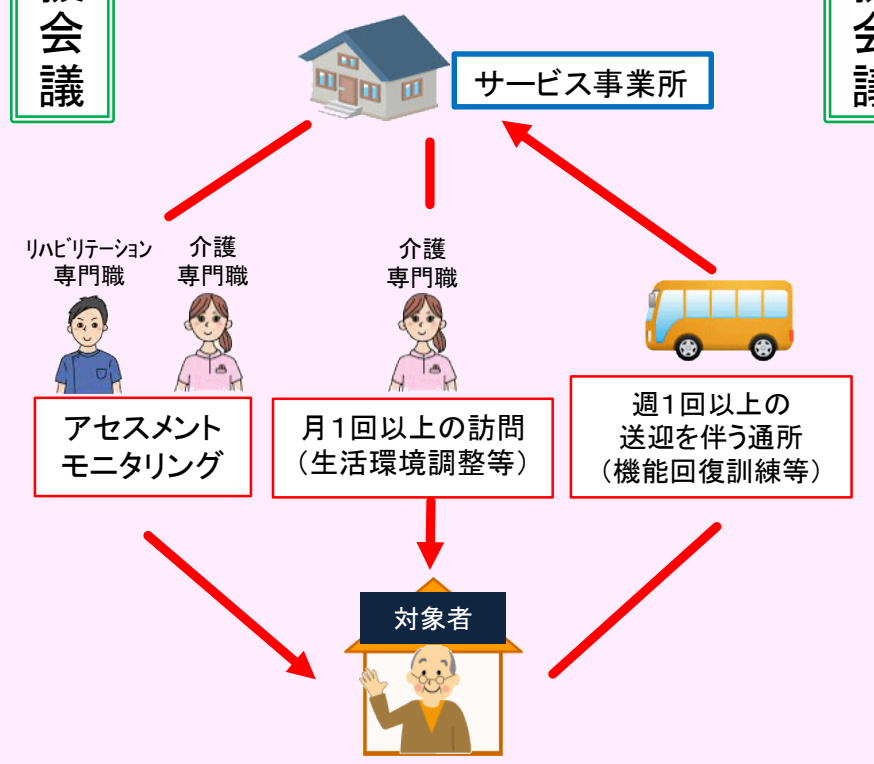 会
議
サービス事業所
会
議
リハビリテーション
専門職
介護
専門職
介護
専門職
アセスメント
モニタリング
月1回以上の訪問
（生活環境調整等）
週1回以上の
送迎を伴う通所
（機能回復訓練等）
対象者